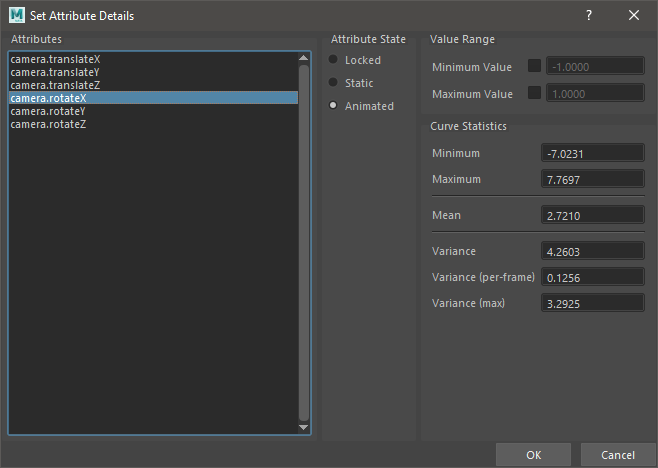 Set Attribute Details
?
Attributes
camera.translateX
camera.translateY
camera.translateZ
camera.rotateX
camera.rotateY
camera.rotateZ
Attribute State
Locked
Static
Animated
Value Range
Minimum Value -1.0000
Maximum Value 1.0000
Curve Statistics
Minimum -7.0231
Maximum 7.7697
Mean 2.7210
Variance 4.2603
Variance (per-frame) 0.1256
Variance (max) 3.2925
OK Cancel